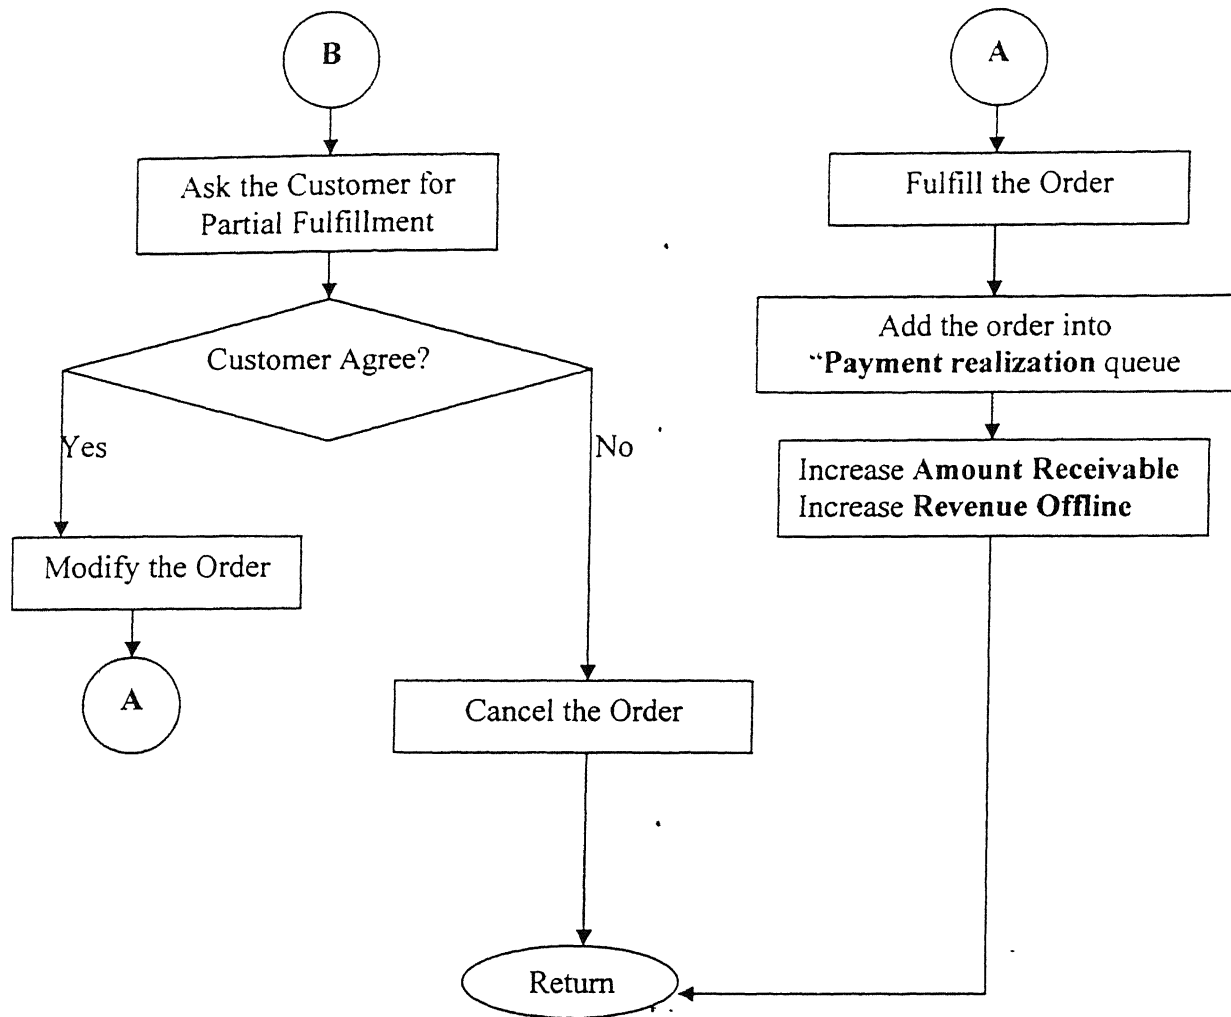 B
Ask the Customer for
Partial Fulfillment
Customer Agree?
Yes
No
Modify the Order
A
Cancel the Order
Return
A
Fulfill the Order
Add the order into
“Payment realization queue
Increase Amount Receivable
Increase Revenue Offline